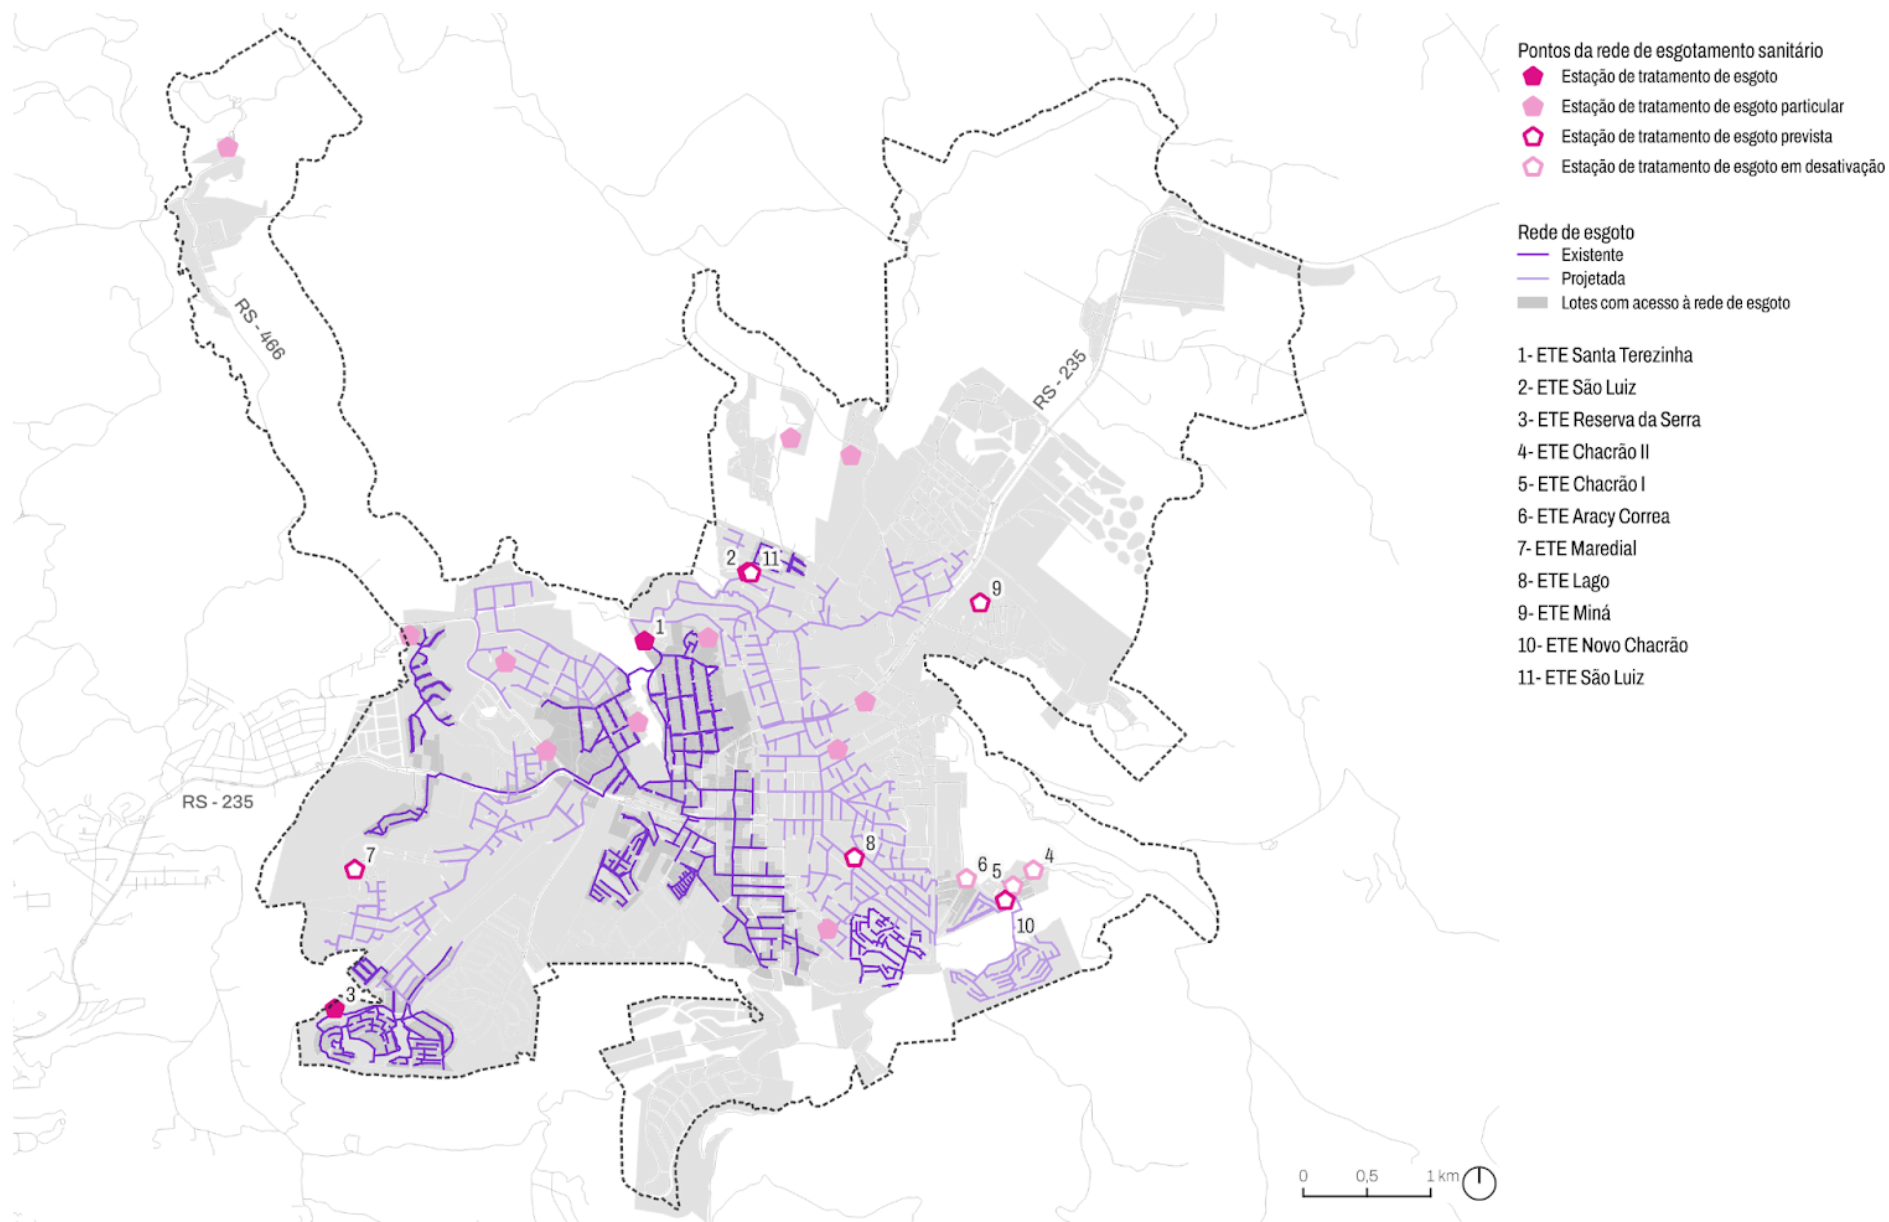 Pontos da rede de esgotamento sanitário
Estação de tratamento de esgoto
Estação de tratamento de esgoto particular
Estação de tratamento de esgoto prevista
Estação de tratamento de esgoto em desativação
Rede de esgoto
Existente
Projetada
Lotes com acesso à rede de esgoto
1- ETE Santa Terezinha
2- ETE São Luiz
3- ETE Reserva da Serra
4- ETE Chacrão II
5- ETE Chacrão I
6- ETE Aracy Correa
7- ETE Maredial
8- ETE Lago
9- ETE Miná
10- ETE Novo Chacrão
11- ETE São Luiz
RS - 466
RS - 235
2
11
9
1
RS - 235
8
7
6
5
4
10
3
0
0,5
1 km